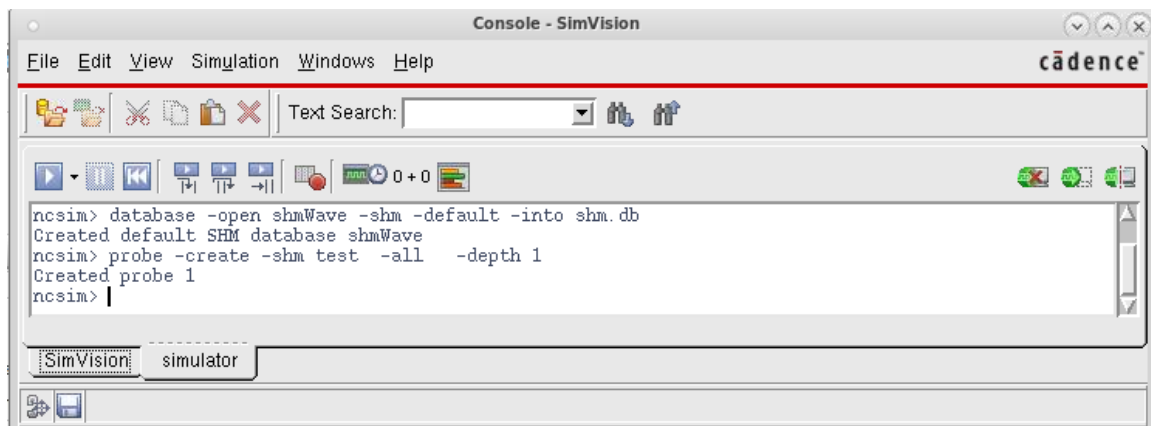 Console - SimVision
File Edit View Simulation Windows Help
cādence
Text Search:
0 + 0
ncsim> database -open shmWave -shm -default -into shm.db
Created default SHM database shmWave
ncsim> probe -create -shm test  -all   -depth 1
Created probe 1
ncsim>
SimVision simulator